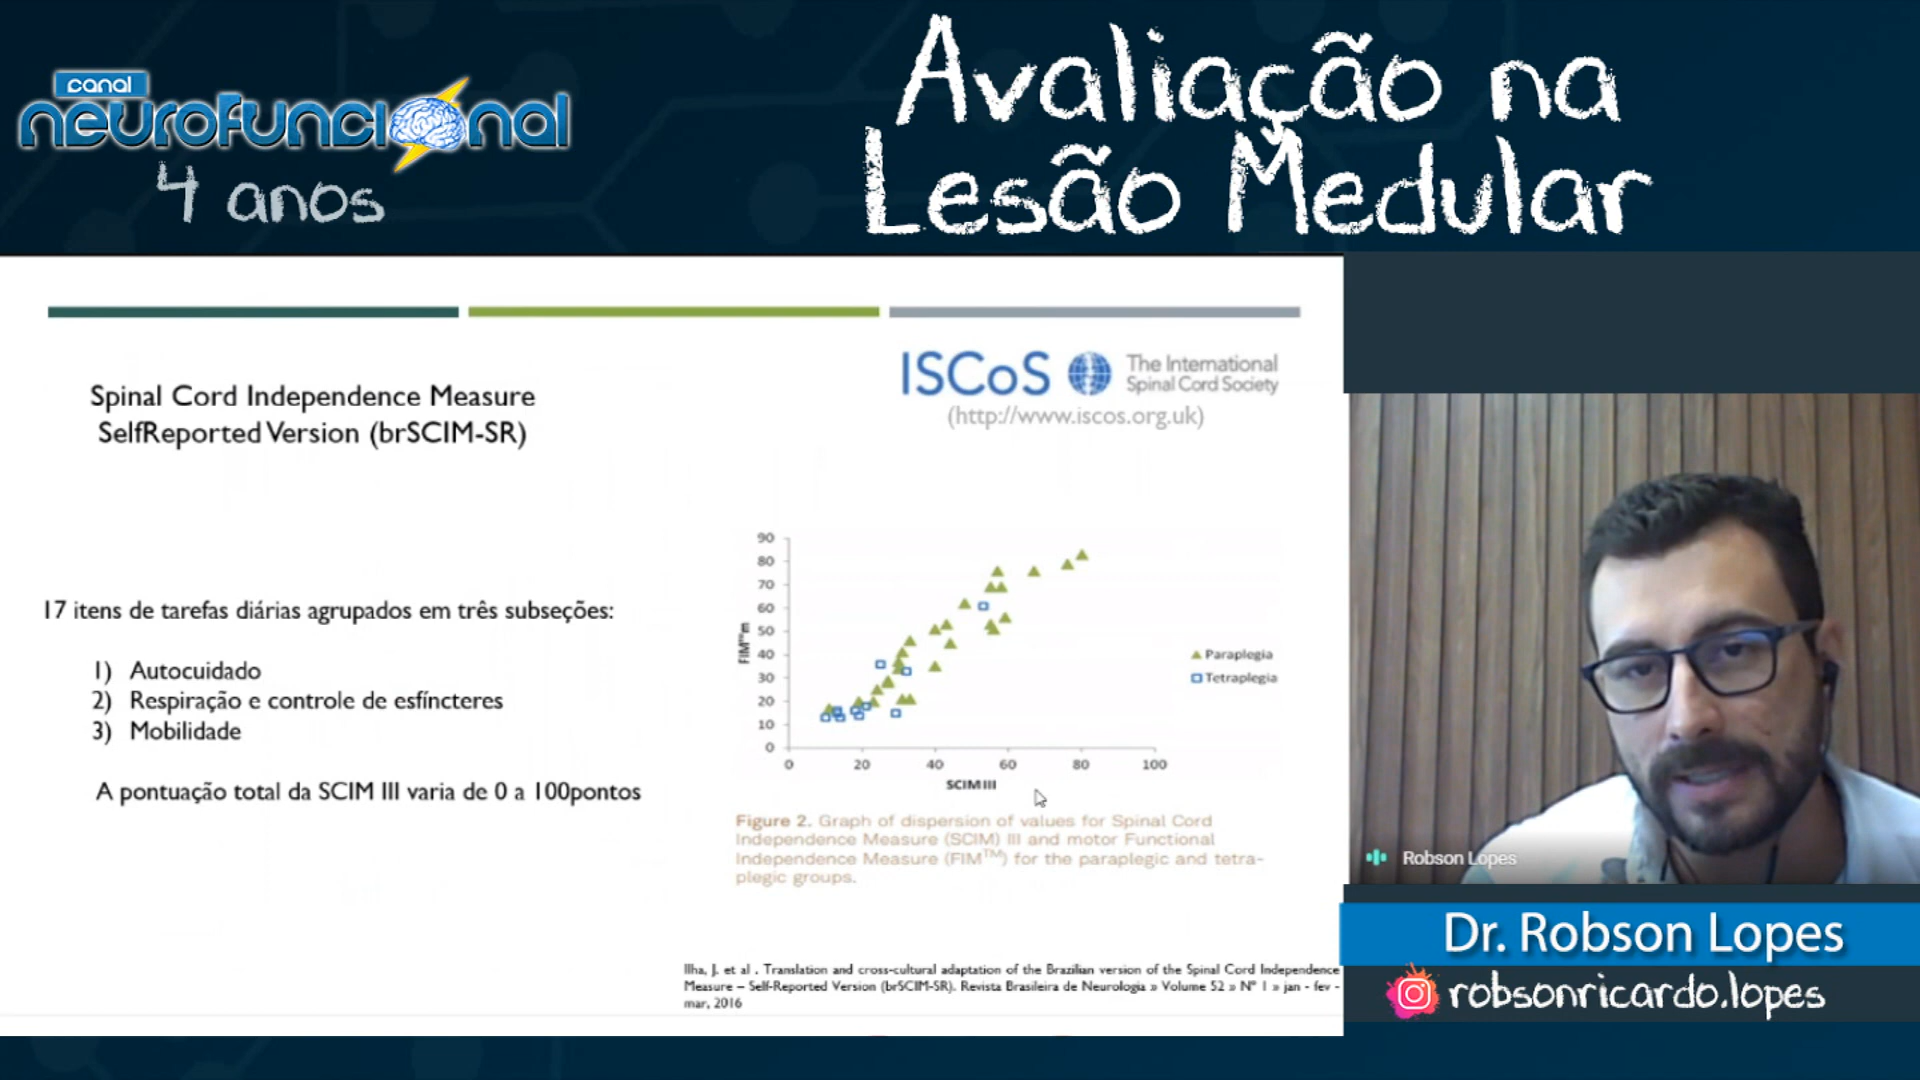 canal
neurofuncional
4 anos
Avaliação na
Lesão Medular
Spinal Cord Independence Measure
SelfReported Version (brSCIM-SR)
ISCoS
The International
Spinal Cord Society
(http://www.iscos.org.uk)
17 itens de tarefas diárias agrupados em três subseções:
1) Autocuidado
2) Respiração e controle de esfíncteres
3) Mobilidade
A pontuação total da SCIM III varia de 0 a 100pontos
90
80
70
60
50
40
30
20
10
0
FIM™m
0 20 40 60 80 100
SCIM III
Paraplegia
Tetraplegia
Figure 2. Graph of dispersion of values for Spinal Cord
Independence Measure (SCIM) III and motor Functional
Independence Measure (FIM™) for the paraplegic and tetra-
plegic groups.
Ilha, J. et al . Translation and cross-cultural adaptation of the Brazilian version of the Spinal Cord Independence
Measure – Self-Reported Version (brSCIM-SR). Revista Brasileira de Neurologia » Volume 52 » Nº 1 » jan - fev -
mar, 2016
Robson Lopes
Dr. Robson Lopes
robsonricardo.lopes